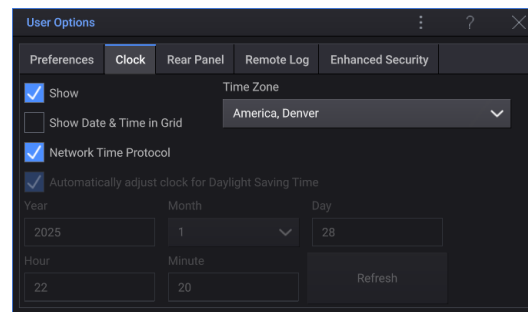 User Options
Preferences Clock Rear Panel Remote Log Enhanced Security
Show
Time Zone
Show Date & Time in Grid
America, Denver
Network Time Protocol
Automatically adjust clock for Daylight Saving Time
Year Month Day
2025 1 28
Hour Minute
22 20 Refresh